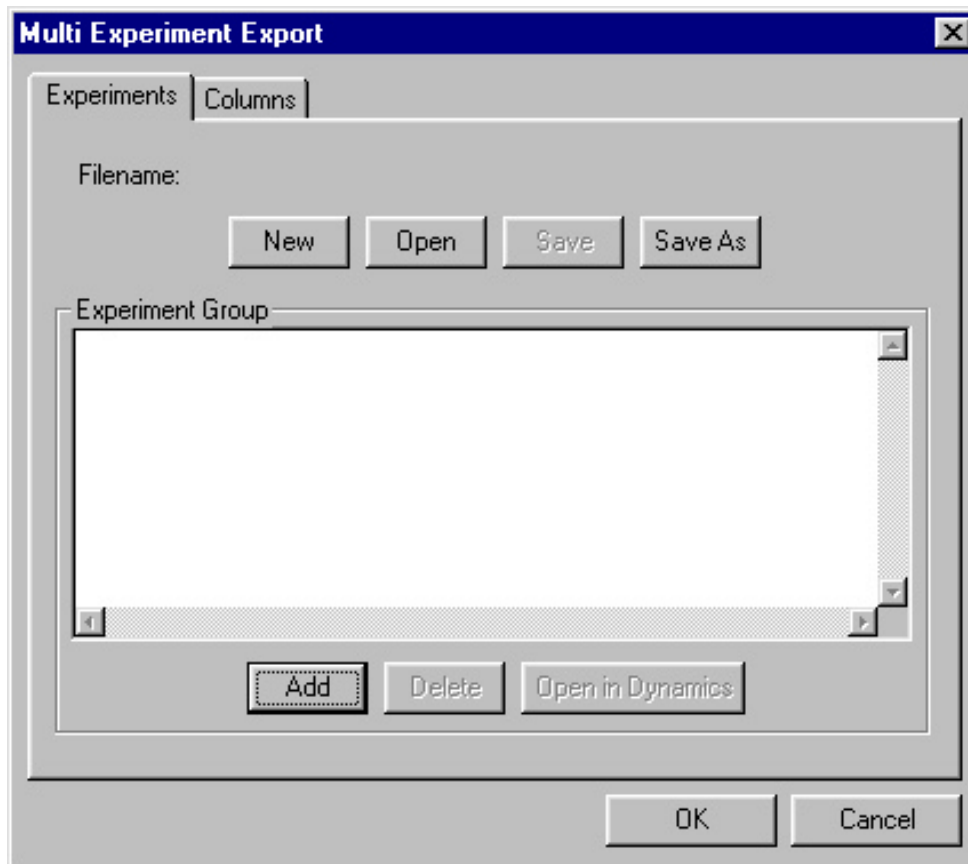 Multi Experiment Export
Experiments Columns
Filename:
New Open Save Save As
Experiment Group
Add Delete Open in Dynamics
OK Cancel